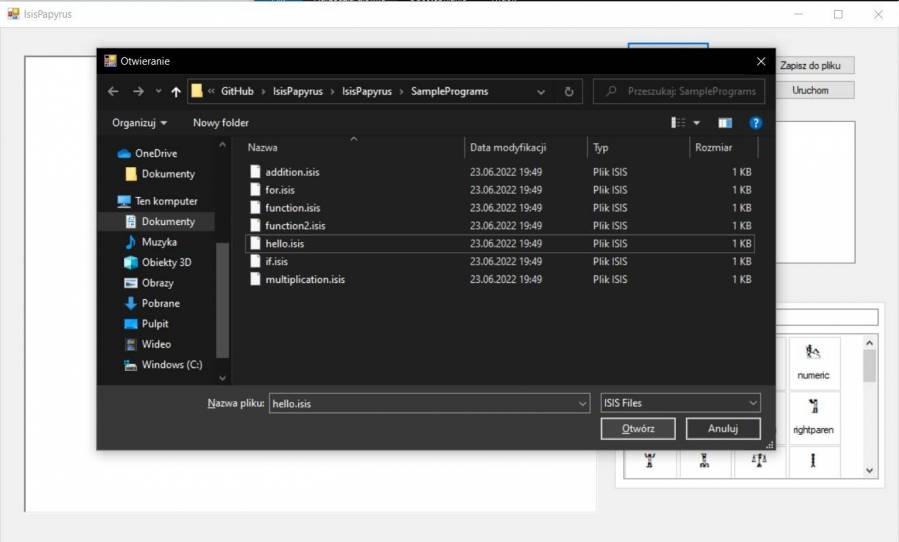 IsisPapyrus
Otwieranie
Zapisz do pliku
« GitHub › IsisPapyrus › IsisPapyrus › SamplePrograms
Przeszukaj: SamplePrograms
Uruchom
Organizuj
Nowy folder
OneDrive
Dokumenty
Ten komputer
Dokumenty
Muzyka
Obiekty 3D
Obrazy
Pobrane
Pulpit
Wideo
Windows (C:)
Nazwa Data modyfikacji Typ Rozmiar
addition.isis 23.06.2022 19:49 Plik ISIS 1 KB
for.isis 23.06.2022 19:49 Plik ISIS 1 KB
function.isis 23.06.2022 19:49 Plik ISIS 1 KB
function2.isis 23.06.2022 19:49 Plik ISIS 1 KB
hello.isis 23.06.2022 19:49 Plik ISIS 1 KB
if.isis 23.06.2022 19:49 Plik ISIS 1 KB
multiplication.isis 23.06.2022 19:49 Plik ISIS 1 KB
Nazwa pliku: hello.isis
ISIS Files
Otwórz
Anuluj
numeric
rightparen